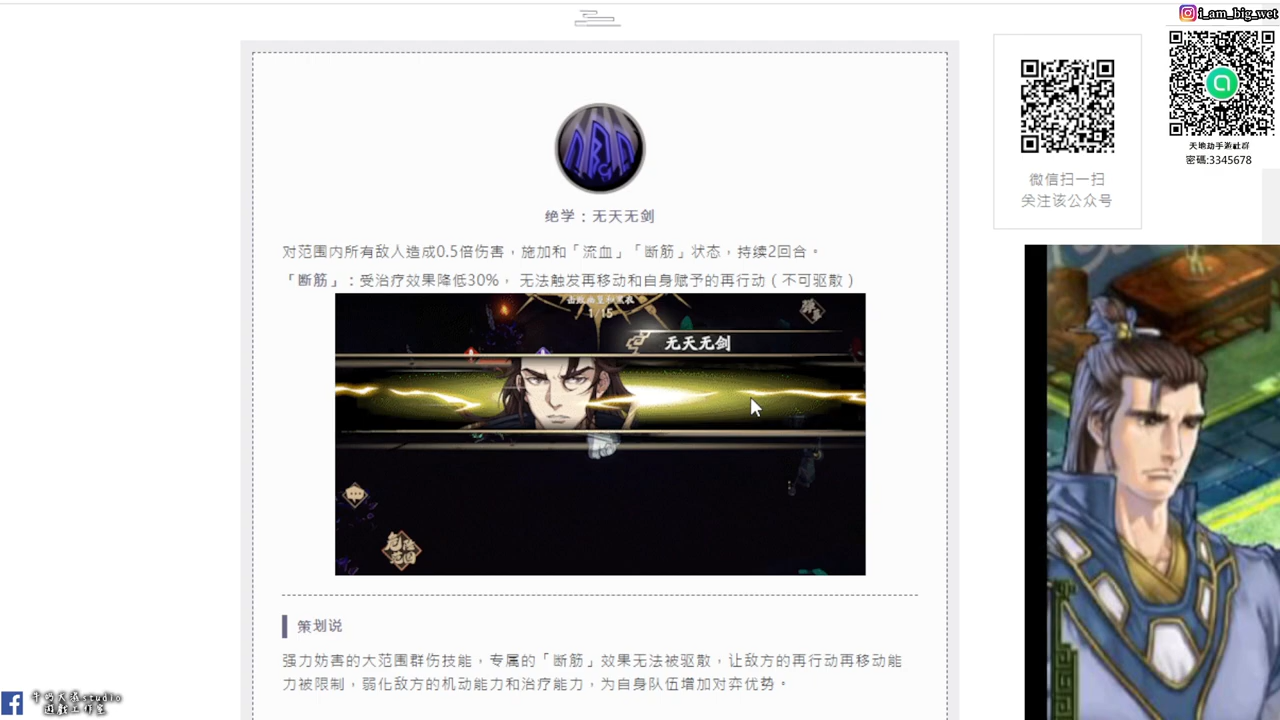 i_am_big_wet
天地劫手游社群
密碼:3345678
微信扫一扫
关注该公众号
绝学：无天无剑
对范围内所有敌人造成0.5倍伤害，施加和「流血」「断筋」状态，持续2回合。
「断筋」：受治疗效果降低30%， 无法触发再移动和自身赋予的再行动（不可驱散）
1/15
无天无剑
策划说
强力妨害的大范围群伤技能，专属的「断筋」效果无法被驱散，让敌方的再行动再移动能
力被限制，弱化敌方的机动能力和治疗能力，为自身队伍增加对弈优势。
studio
遊戲工作室